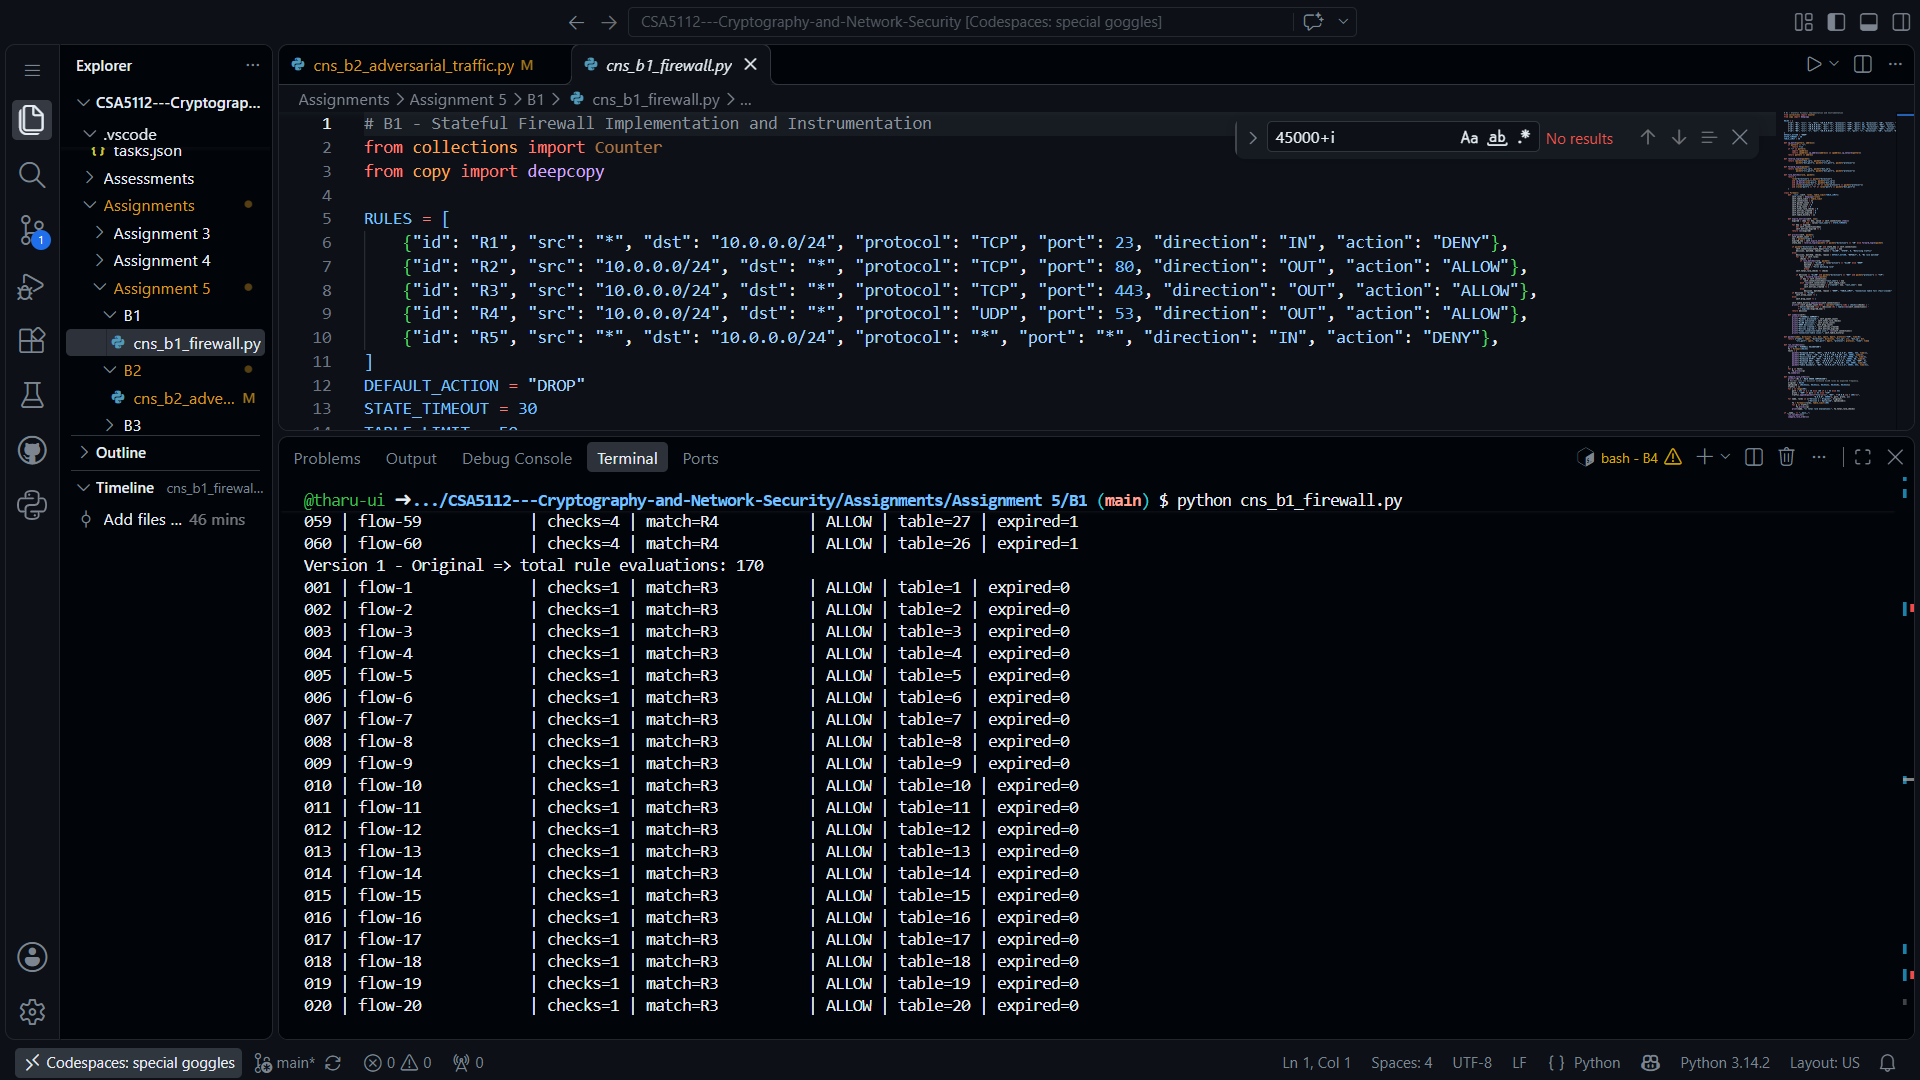 CSA5112---Cryptography-and-Network-Security [Codespaces: special goggles]
Explorer
CSA5112---Cryptograp...
.vscode
tasks.json
Assessments
Assignments
Assignment 3
Assignment 4
Assignment 5
B1
cns_b1_firewall.py
B2
cns_b2_adve... M
B3
Outline
Timeline cns_b1_firewal...
Add files ... 46 mins
1
cns_b2_adversarial_traffic.py M
cns_b1_firewall.py
Assignments > Assignment 5 > B1 > cns_b1_firewall.py > ...
45000+i Aa ab .* No results
1 # B1 - Stateful Firewall Implementation and Instrumentation
2 from collections import Counter
3 from copy import deepcopy
4
5 RULES = [
6 {"id": "R1", "src": "*", "dst": "10.0.0.0/24", "protocol": "TCP", "port": 23, "direction": "IN", "action": "DENY"},
7 {"id": "R2", "src": "10.0.0.0/24", "dst": "*", "protocol": "TCP", "port": 80, "direction": "OUT", "action": "ALLOW"},
8 {"id": "R3", "src": "10.0.0.0/24", "dst": "*", "protocol": "TCP", "port": 443, "direction": "OUT", "action": "ALLOW"},
9 {"id": "R4", "src": "10.0.0.0/24", "dst": "*", "protocol": "UDP", "port": 53, "direction": "OUT", "action": "ALLOW"},
10 {"id": "R5", "src": "*", "dst": "10.0.0.0/24", "protocol": "*", "port": "*", "direction": "IN", "action": "DENY"},
11 ]
12 DEFAULT_ACTION = "DROP"
13 STATE_TIMEOUT = 30
Problems Output Debug Console Terminal Ports
bash - B4
@tharu-ui ➜.../CSA5112---Cryptography-and-Network-Security/Assignments/Assignment 5/B1 (main) $ python cns_b1_firewall.py
059 | flow-59 | checks=4 | match=R4 | ALLOW | table=27 | expired=1
060 | flow-60 | checks=4 | match=R4 | ALLOW | table=26 | expired=1
Version 1 - Original => total rule evaluations: 170
001 | flow-1 | checks=1 | match=R3 | ALLOW | table=1 | expired=0
002 | flow-2 | checks=1 | match=R3 | ALLOW | table=2 | expired=0
003 | flow-3 | checks=1 | match=R3 | ALLOW | table=3 | expired=0
004 | flow-4 | checks=1 | match=R3 | ALLOW | table=4 | expired=0
005 | flow-5 | checks=1 | match=R3 | ALLOW | table=5 | expired=0
006 | flow-6 | checks=1 | match=R3 | ALLOW | table=6 | expired=0
007 | flow-7 | checks=1 | match=R3 | ALLOW | table=7 | expired=0
008 | flow-8 | checks=1 | match=R3 | ALLOW | table=8 | expired=0
009 | flow-9 | checks=1 | match=R3 | ALLOW | table=9 | expired=0
010 | flow-10 | checks=1 | match=R3 | ALLOW | table=10 | expired=0
011 | flow-11 | checks=1 | match=R3 | ALLOW | table=11 | expired=0
012 | flow-12 | checks=1 | match=R3 | ALLOW | table=12 | expired=0
013 | flow-13 | checks=1 | match=R3 | ALLOW | table=13 | expired=0
014 | flow-14 | checks=1 | match=R3 | ALLOW | table=14 | expired=0
015 | flow-15 | checks=1 | match=R3 | ALLOW | table=15 | expired=0
016 | flow-16 | checks=1 | match=R3 | ALLOW | table=16 | expired=0
017 | flow-17 | checks=1 | match=R3 | ALLOW | table=17 | expired=0
018 | flow-18 | checks=1 | match=R3 | ALLOW | table=18 | expired=0
019 | flow-19 | checks=1 | match=R3 | ALLOW | table=19 | expired=0
020 | flow-20 | checks=1 | match=R3 | ALLOW | table=20 | expired=0
Codespaces: special goggles main* 0 0 0 Ln 1, Col 1 Spaces: 4 UTF-8 LF { } Python Python 3.14.2 Layout: US